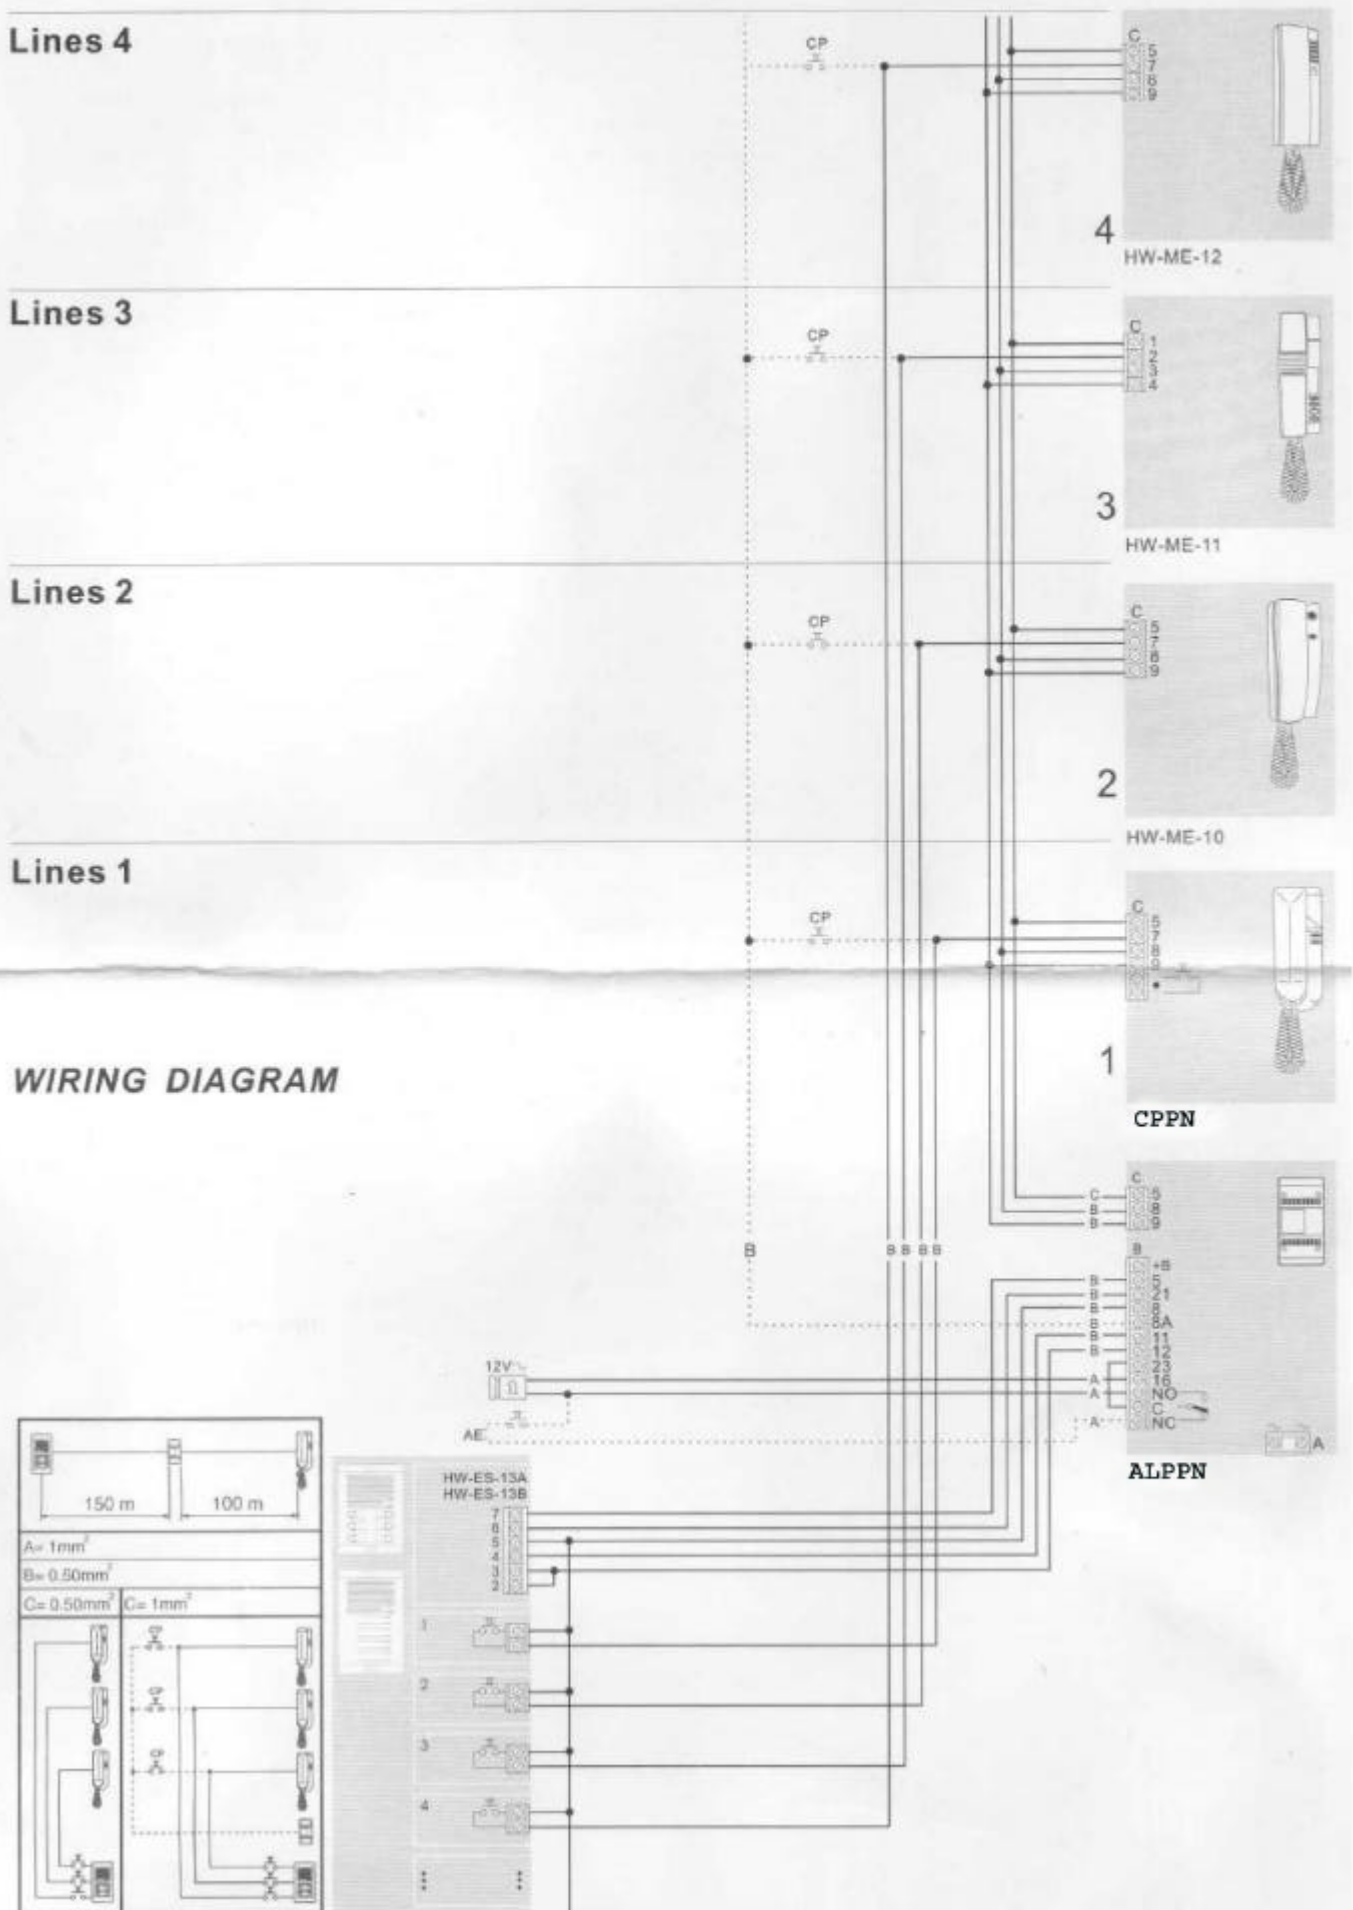 Lines 4
CP
C
5
7
8
9
4
HW-ME-12
Lines 3
CP
C
1
2
3
4
3
HW-ME-11
Lines 2
CP
C
5
7
8
9
2
HW-ME-10
Lines 1
CP
C
5
7
8
9
1
CPPN
WIRING DIAGRAM
C
C 5
B 8
B 9
B
B B B B
B
+B
B 5
B 21
B 8
B 8A
B 11
B 12
23
A 16
A NO
C
A NC
A
ALPPN
12V~
AE
HW-ES-13A
HW-ES-13B
7
6
5
4
3
2
1
2
3
4
150 m 100 m
A= 1mm²
B= 0.50mm²
C= 0.50mm² C= 1mm²